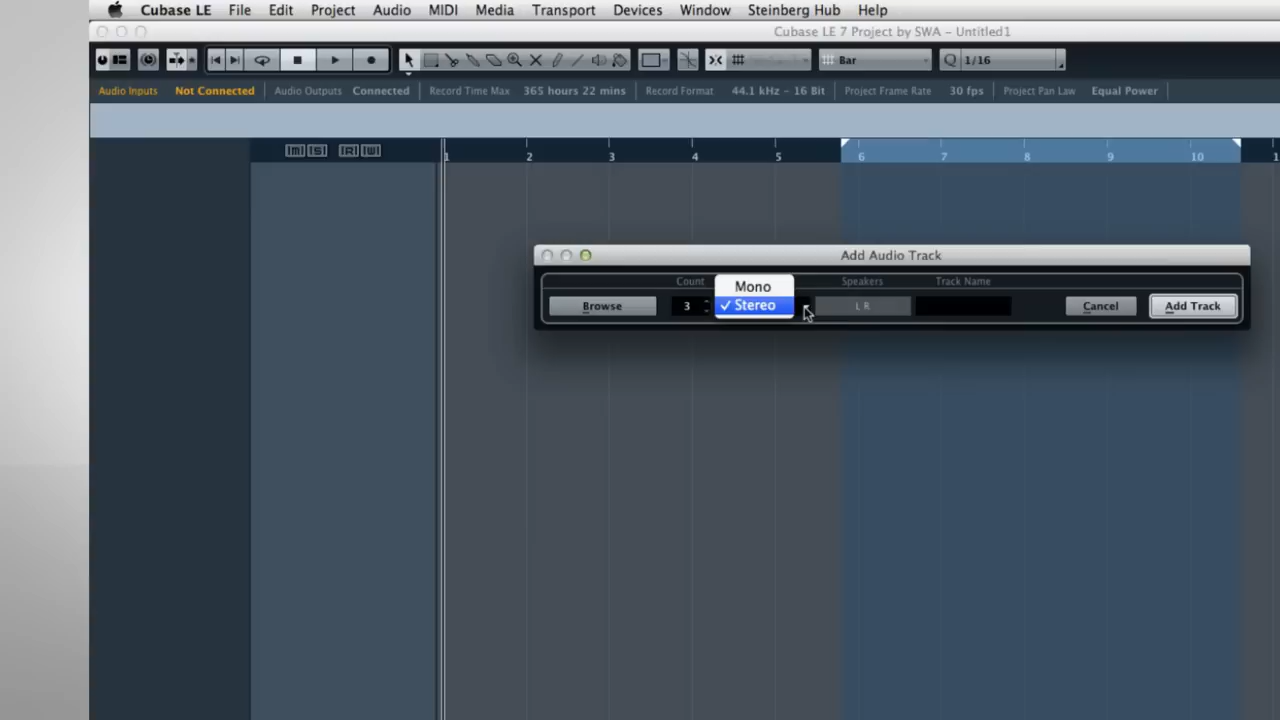 Cubase LE File Edit Project Audio MIDI Media Transport Devices Window Steinberg Hub Help
Cubase LE 7 Project by SWA - Untitled1
Bar Q 1/16
Audio Inputs Not Connected Audio Outputs Connected Record Time Max 365 hours 22 mins Record Format 44.1 kHz - 16 Bit Project Frame Rate 30 fps Project Pan Law Equal Power
M S R W 1 2 3 4 5 6 7 8 9 10 1
Add Audio Track
Count Speakers Track Name
Mono
Browse 3 ✓ Stereo L R Cancel Add Track